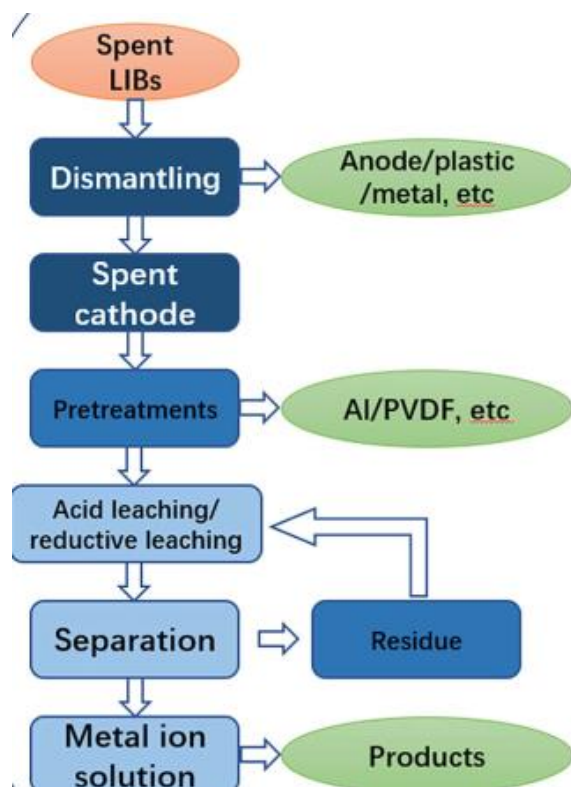 Spent
LIBs
Dismantling
Anode/plastic
/metal, etc
Spent
cathode
Pretreatments
Al/PVDF, etc
Acid leaching/
reductive leaching
Separation
Residue
Metal ion
solution
Products